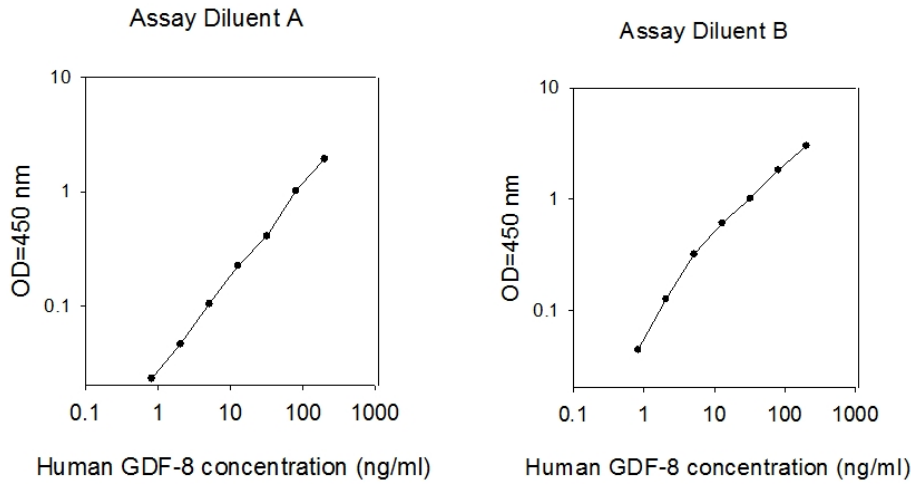 Assay Diluent A
10
1
0.1
OD=450 nm
0.1 1 10 100 1000
Human GDF-8 concentration (ng/ml)
Assay Diluent B
10
1
0.1
OD=450 nm
0.1 1 10 100 1000
Human GDF-8 concentration (ng/ml)